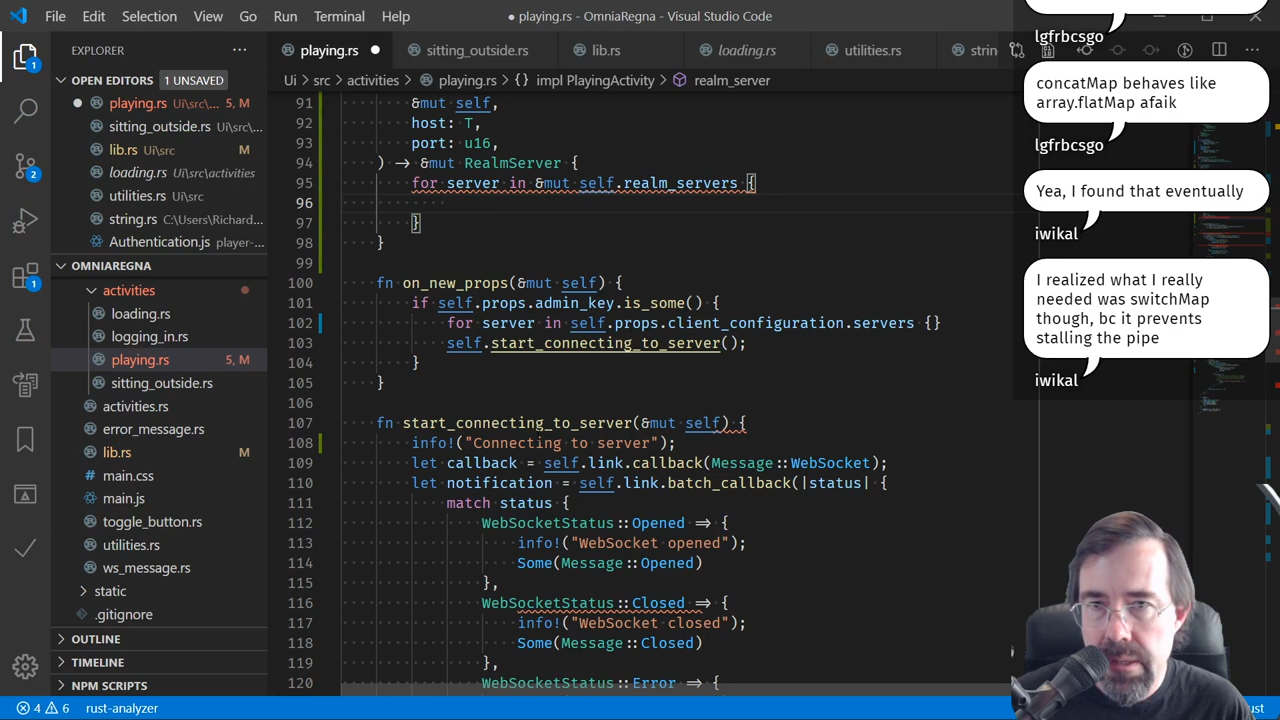 File Edit Selection View Go Run Terminal Help
● playing.rs - OmniaRegna - Visual Studio Code
lgfrbcsgo
EXPLORER
playing.rs ● sitting_outside.rs lib.rs loading.rs utilities.rs
OPEN EDITORS 1 UNSAVED
Ui > src > activities > playing.rs > {} impl PlayingActivity > realm_server
concatMap behaves like
array.flatMap afaik
lgfrbcsgo
Yea, I found that eventually
iwikal
I realized what I really
needed was switchMap
though, bc it prevents
stalling the pipe
iwikal
● playing.rs Ui\src\... 5, M
sitting_outside.rs Ui\src\...
lib.rs Ui\src M
loading.rs Ui\src\activities
utilities.rs Ui\src
string.rs C:\Users\Richard...
Authentication.js player-...
OMNIAREGNA
activities
loading.rs
logging_in.rs
playing.rs 5, M
sitting_outside.rs
activities.rs
error_message.rs
lib.rs M
main.css
main.js
toggle_button.rs
utilities.rs
ws_message.rs
static
.gitignore
OUTLINE
TIMELINE
NPM SCRIPTS
91 &mut self,
92 host: T,
93 port: u16,
94 ) -> &mut RealmServer {
95 for server in &mut self.realm_servers {
96
97 }
98 }
99
100 fn on_new_props(&mut self) {
101 if self.props.admin_key.is_some() {
102 for server in self.props.client_configuration.servers {}
103 self.start_connecting_to_server();
104 }
105 }
106
107 fn start_connecting_to_server(&mut self) {
108 info!("Connecting to server");
109 let callback = self.link.callback(Message::WebSocket);
110 let notification = self.link.batch_callback(|status| {
111 match status {
112 WebSocketStatus::Opened => {
113 info!("WebSocket opened");
114 Some(Message::Opened)
115 },
116 WebSocketStatus::Closed => {
117 info!("WebSocket closed");
118 Some(Message::Closed)
119 },
120 WebSocketStatus::Error => {
4 6 rust-analyzer